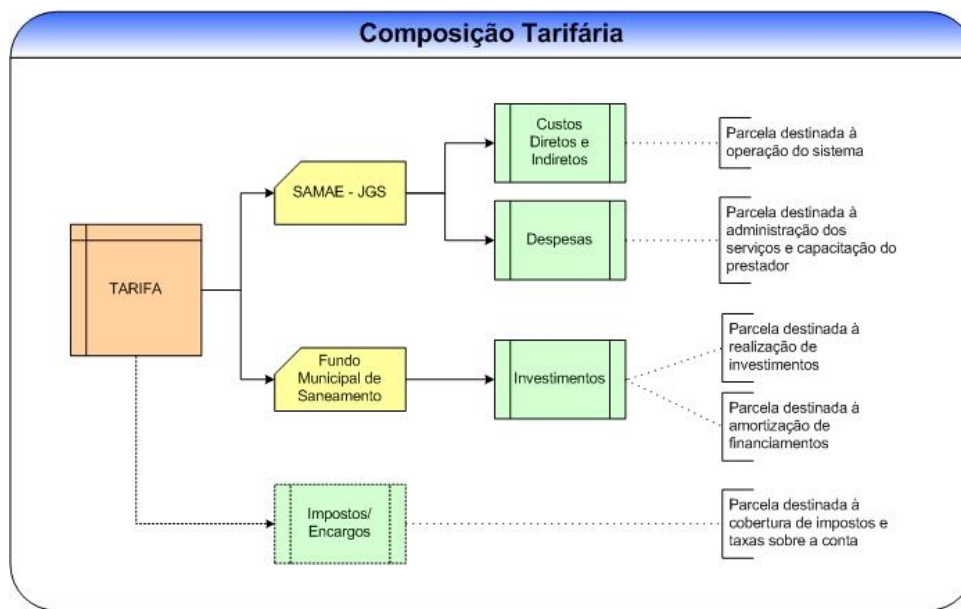 Composição Tarifária
Custos
Diretos e
Indiretos
Parcela destinada à
operação do sistema
SAMAE - JGS
Despesas
Parcela destinada à
administração dos
serviços e capacitação do
prestador
TARIFA
Fundo
Municipal de
Saneamento
Investimentos
Parcela destinada à
realização de
investimentos
Parcela destinada à
amortização de
financiamentos
Impostos/
Encargos
Parcela destinada à
cobertura de impostos e
taxas sobre a conta